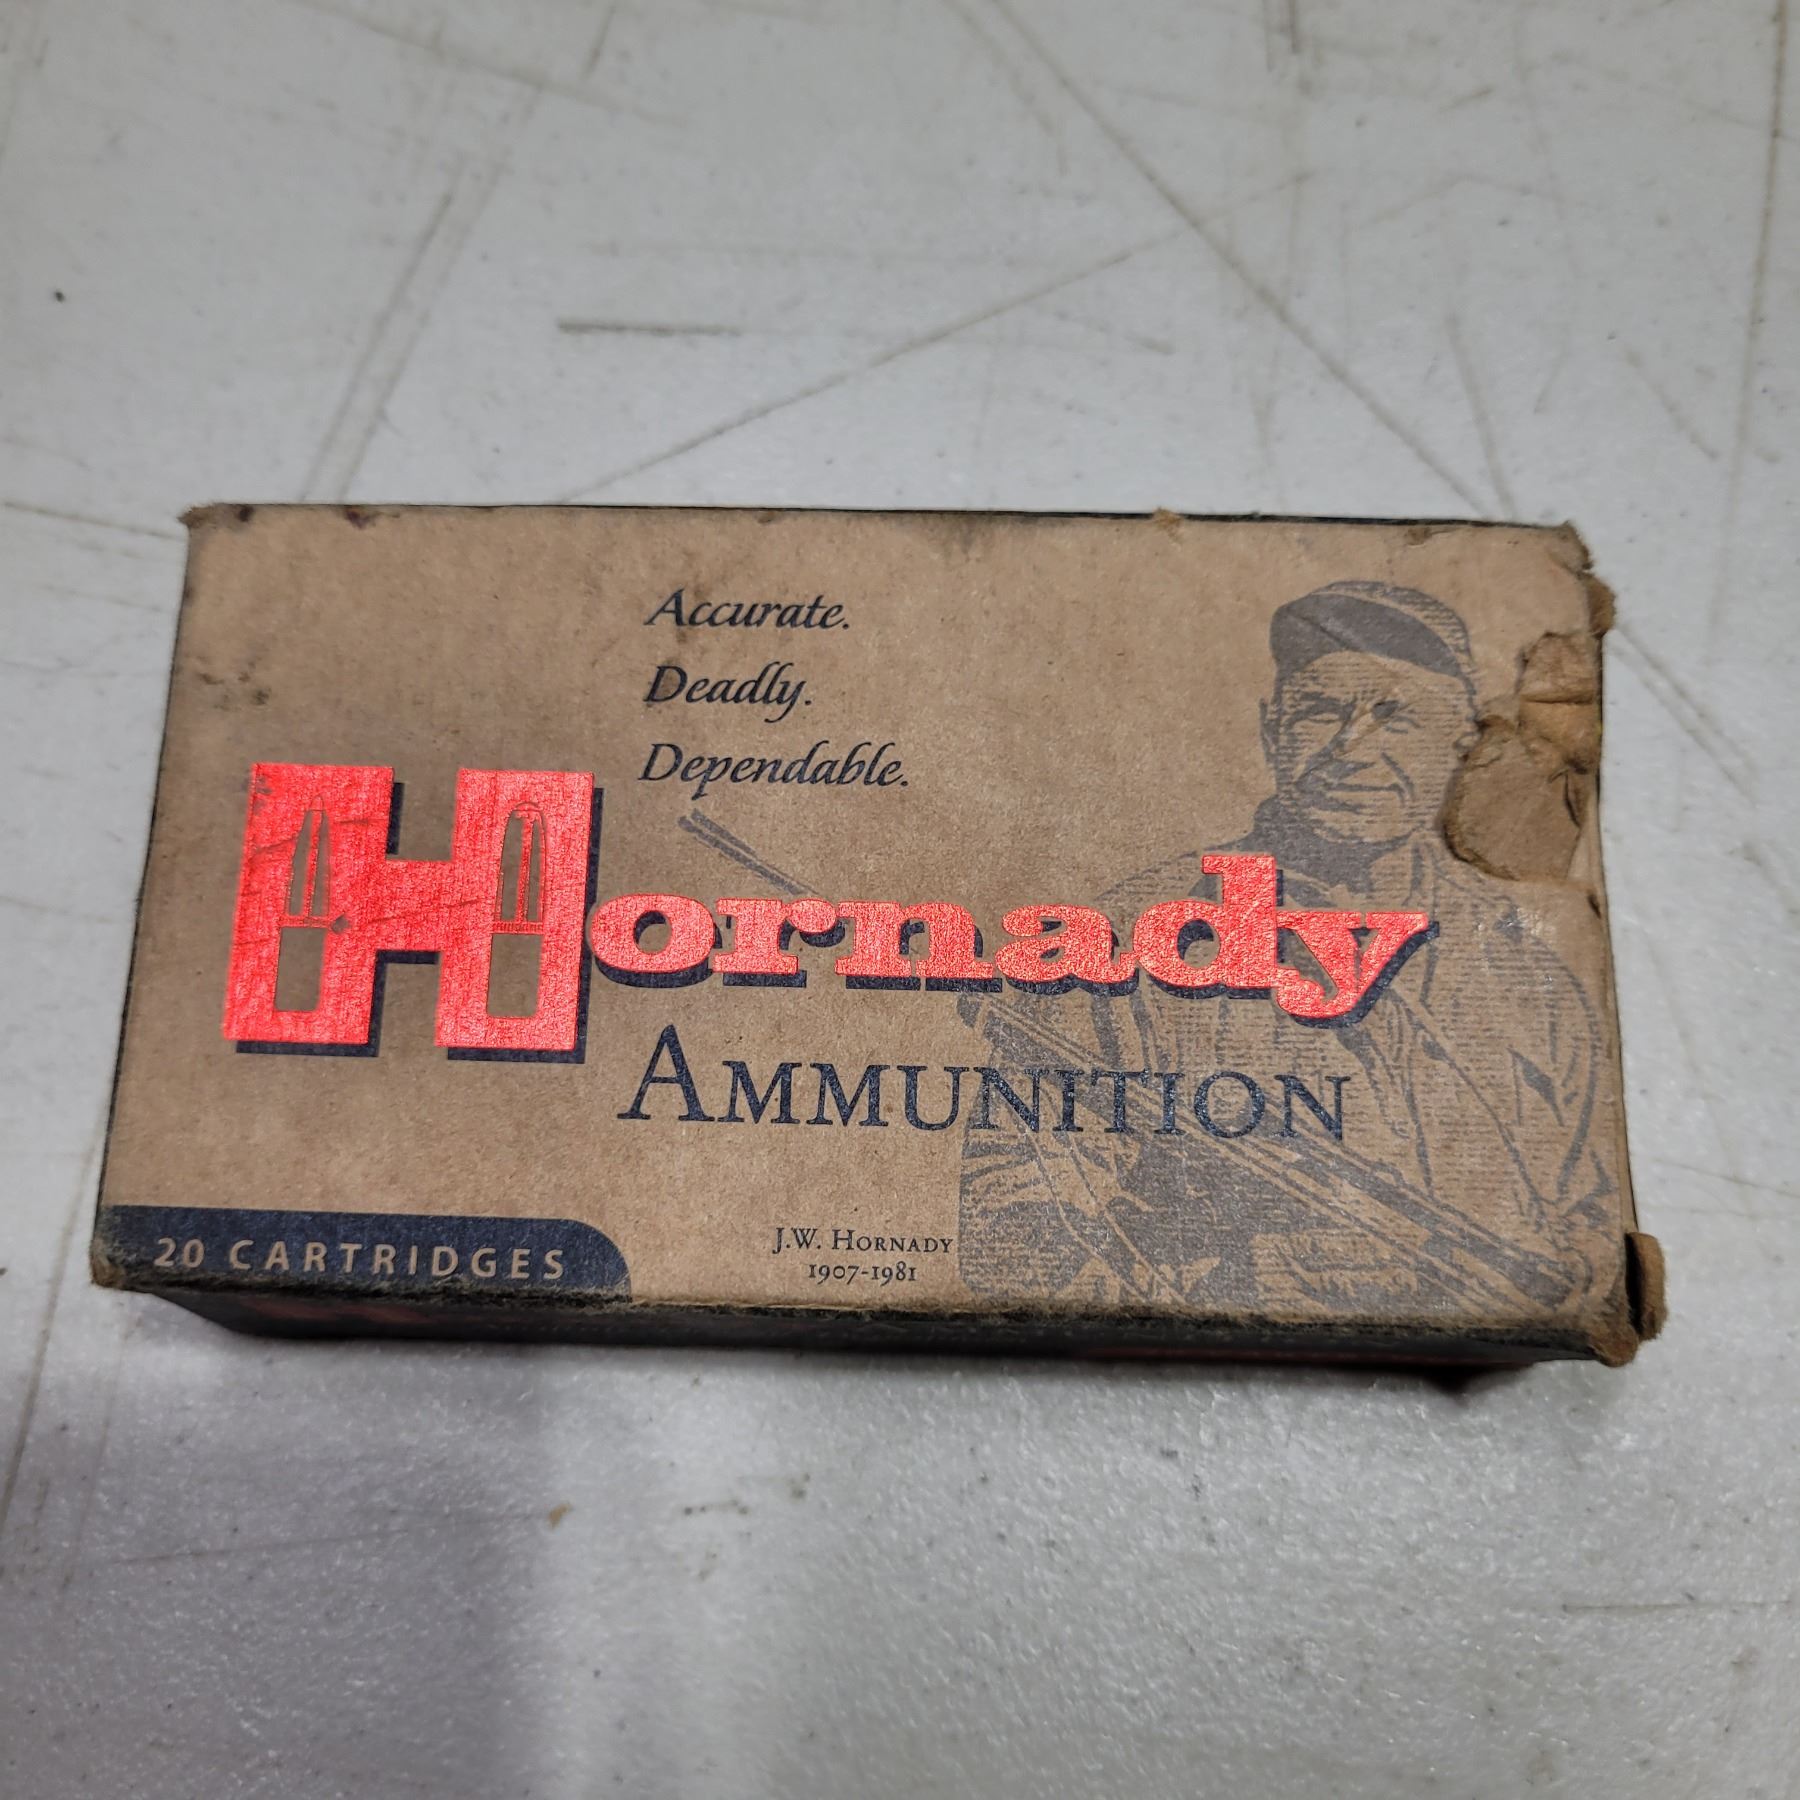 Accurate.
Deadly.
Dependable.
Hornady
AMMUNITION
20 CARTRIDGES
J.W. HORNADY
1907-1981